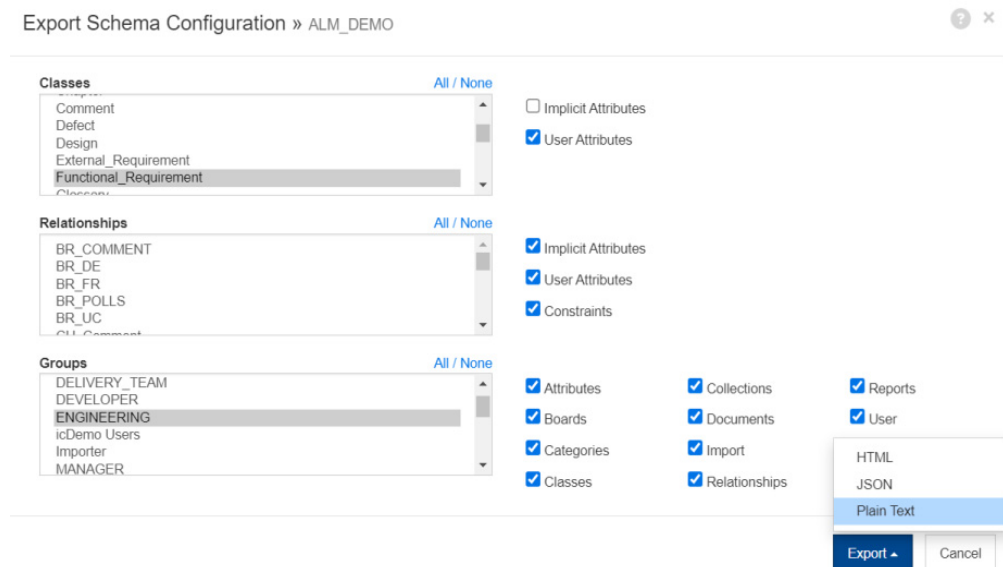 Export Schema Configuration » ALM_DEMO
?
×
Classes
All / None
Comment
Defect
Design
External_Requirement
Functional_Requirement
Implicit Attributes
User Attributes
Relationships
All / None
BR_COMMENT
BR_DE
BR_FR
BR_POLLS
BR_UC
Implicit Attributes
User Attributes
Constraints
Groups
All / None
DELIVERY_TEAM
DEVELOPER
ENGINEERING
icDemo Users
Importer
MANAGER
Attributes
Collections
Reports
Boards
Documents
User
Categories
Import
Classes
Relationships
HTML
JSON
Plain Text
Export
Cancel